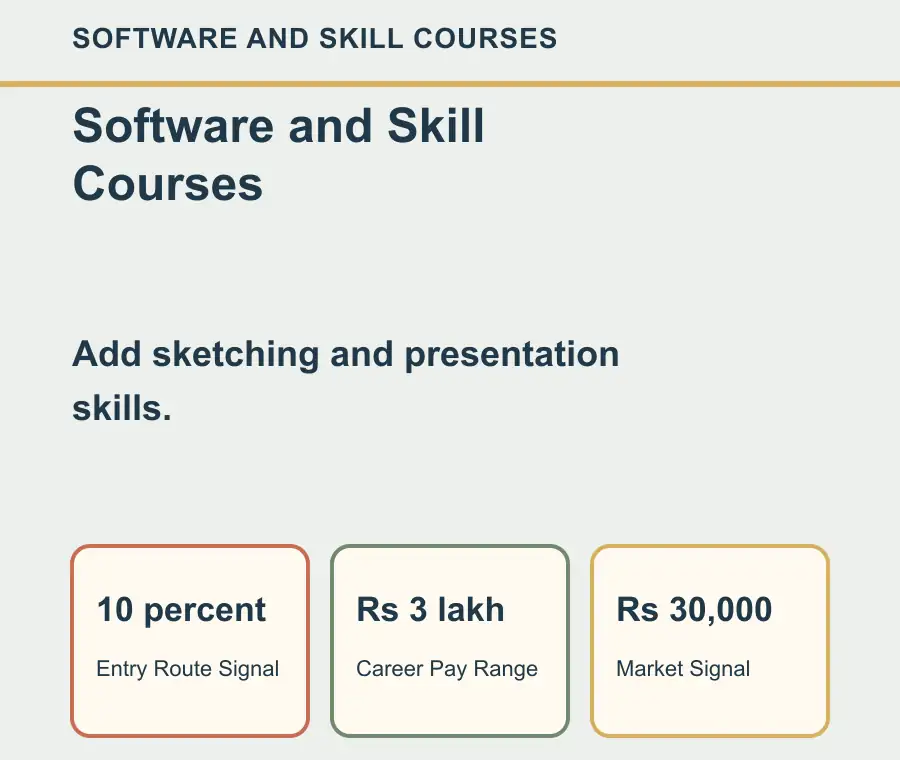 SOFTWARE AND SKILL COURSES
Software and Skill
Courses
Add sketching and presentation
skills.
10 percent
Entry Route Signal
Rs 3 lakh
Career Pay Range
Rs 30,000
Market Signal